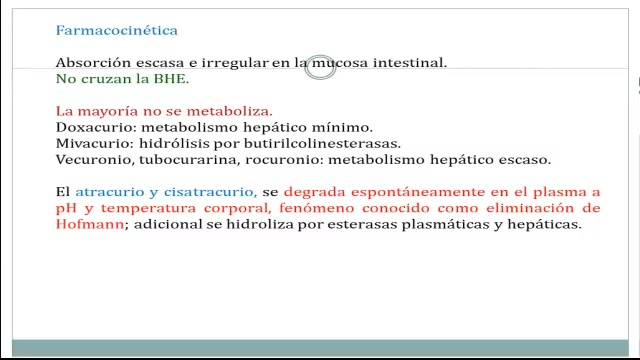 Farmacocinética
Absorción escasa e irregular en la mucosa intestinal.
No cruzan la BHE.
La mayoría no se metaboliza.
Doxacurio: metabolismo hepático mínimo.
Mivacurio: hidrólisis por butirilcolinesterasas.
Vecuronio, tubocurarina, rocuronio: metabolismo hepático escaso.
El atracurio y cisatracurio, se degrada espontáneamente en el plasma a
pH y temperatura corporal, fenómeno conocido como eliminación de
Hofmann; adicional se hidroliza por esterasas plasmáticas y hepáticas.